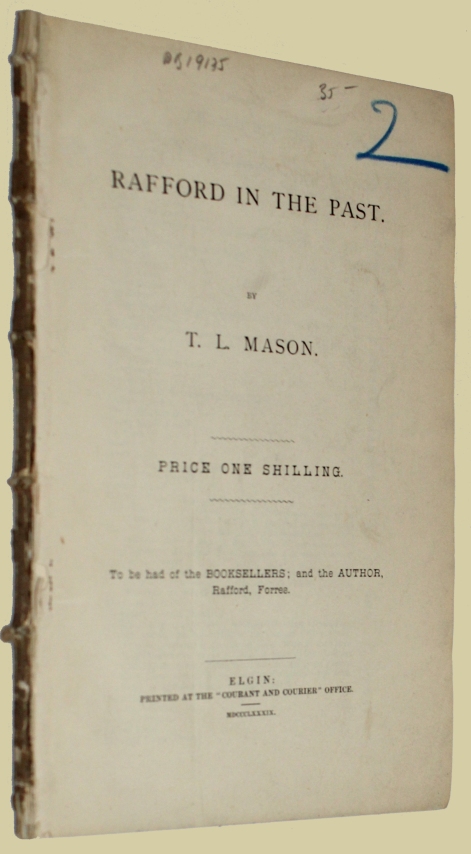 35 -
2
RAFFORD IN THE PAST.
BY
T. L. MASON.
PRICE ONE SHILLING.
To be had of the BOOKSELLERS; and the AUTHOR,
Rafford, Forres.
ELGIN:
PRINTED AT THE "COURANT AND COURIER" OFFICE.
MDCCCLXXXIX.